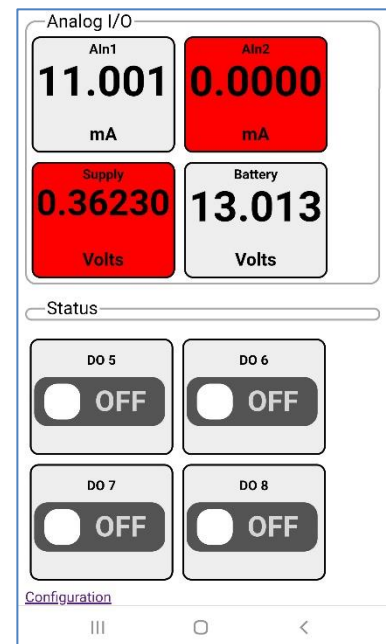 Analog I/O
AIn1
11.001
mA
AIn2
0.0000
mA
Supply
0.36230
Volts
Battery
13.013
Volts
Status
DO 5
OFF
DO 6
OFF
DO 7
OFF
DO 8
OFF
Configuration